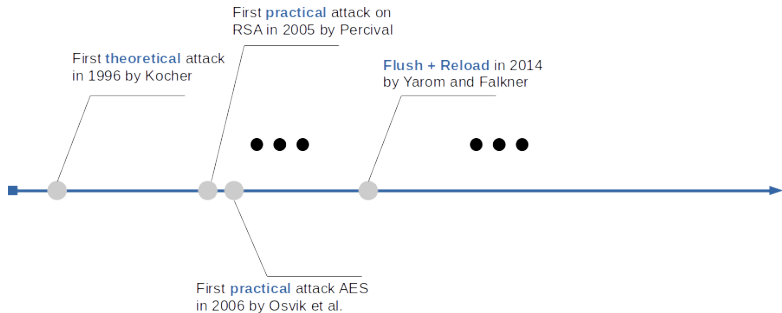 First practical attack on
RSA in 2005 by Percival
First theoretical attack
in 1996 by Kocher
Flush + Reload in 2014
by Yarom and Falkner
First practical attack AES
in 2006 by Osvik et al.